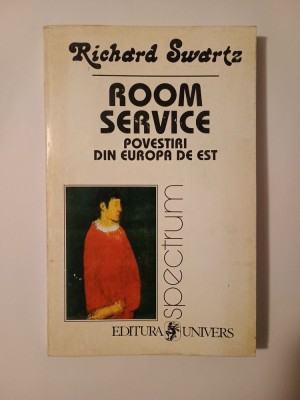 Richard Swartz
ROOM
SERVICE
POVESTIRI
DIN EUROPA DE EST
spectrum
EDITURA UNIVERS